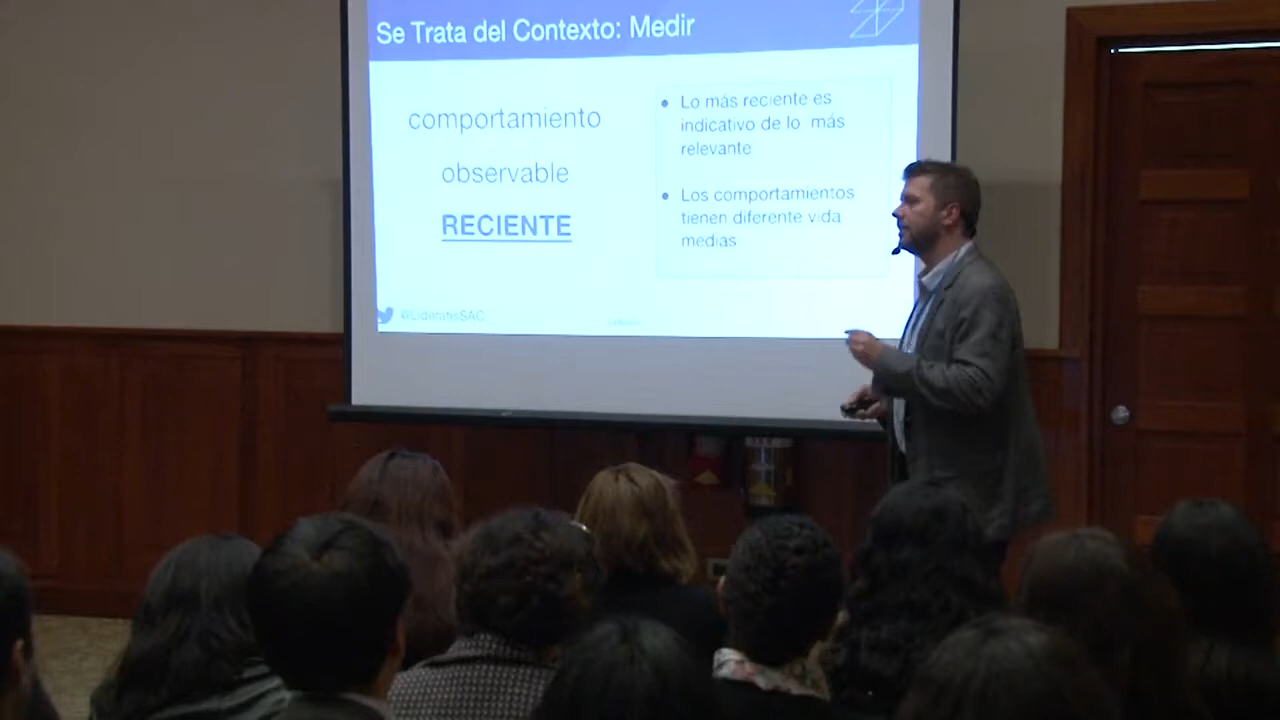 Se Trata del Contexto: Medir
comportamiento
observable
RECIENTE
● Lo más reciente es
indicativo de lo más
relevante
● Los comportamientos
tienen diferente vida
medias
@LideratisSAC